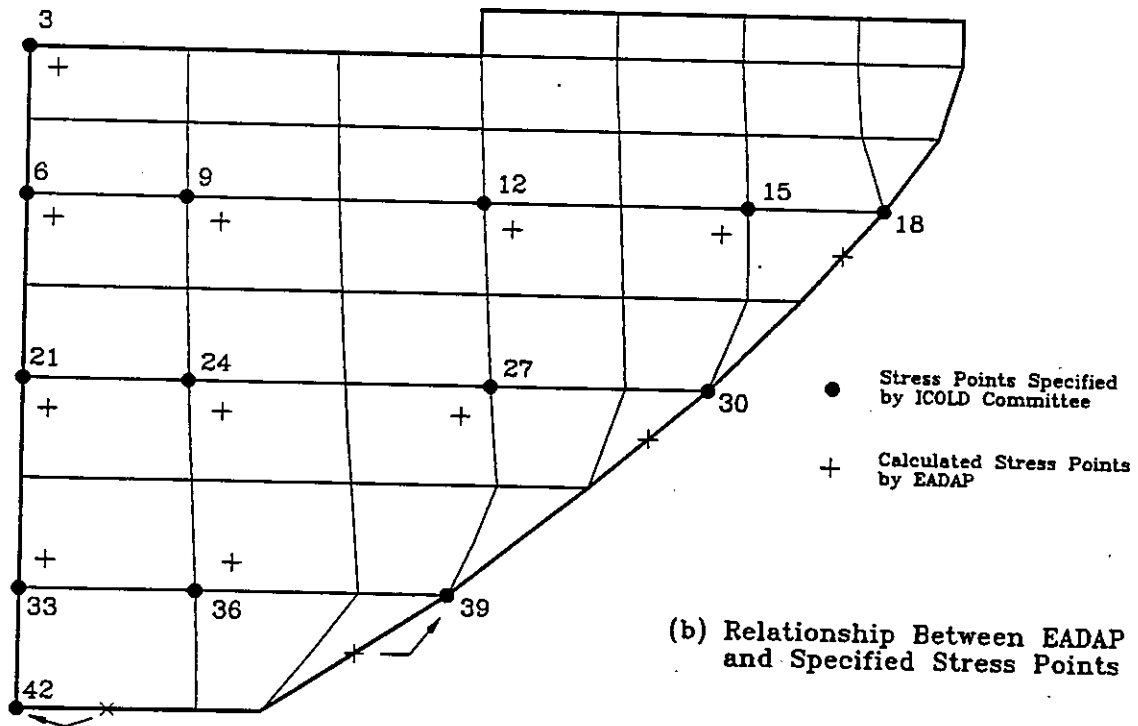 3
6
9
12
15
18
21
24
27
30
Stress Points Specified
by ICOLD Committee
Calculated Stress Points
by EADAP
33
36
39
42
(b) Relationship Between EADAP
and Specified Stress Points